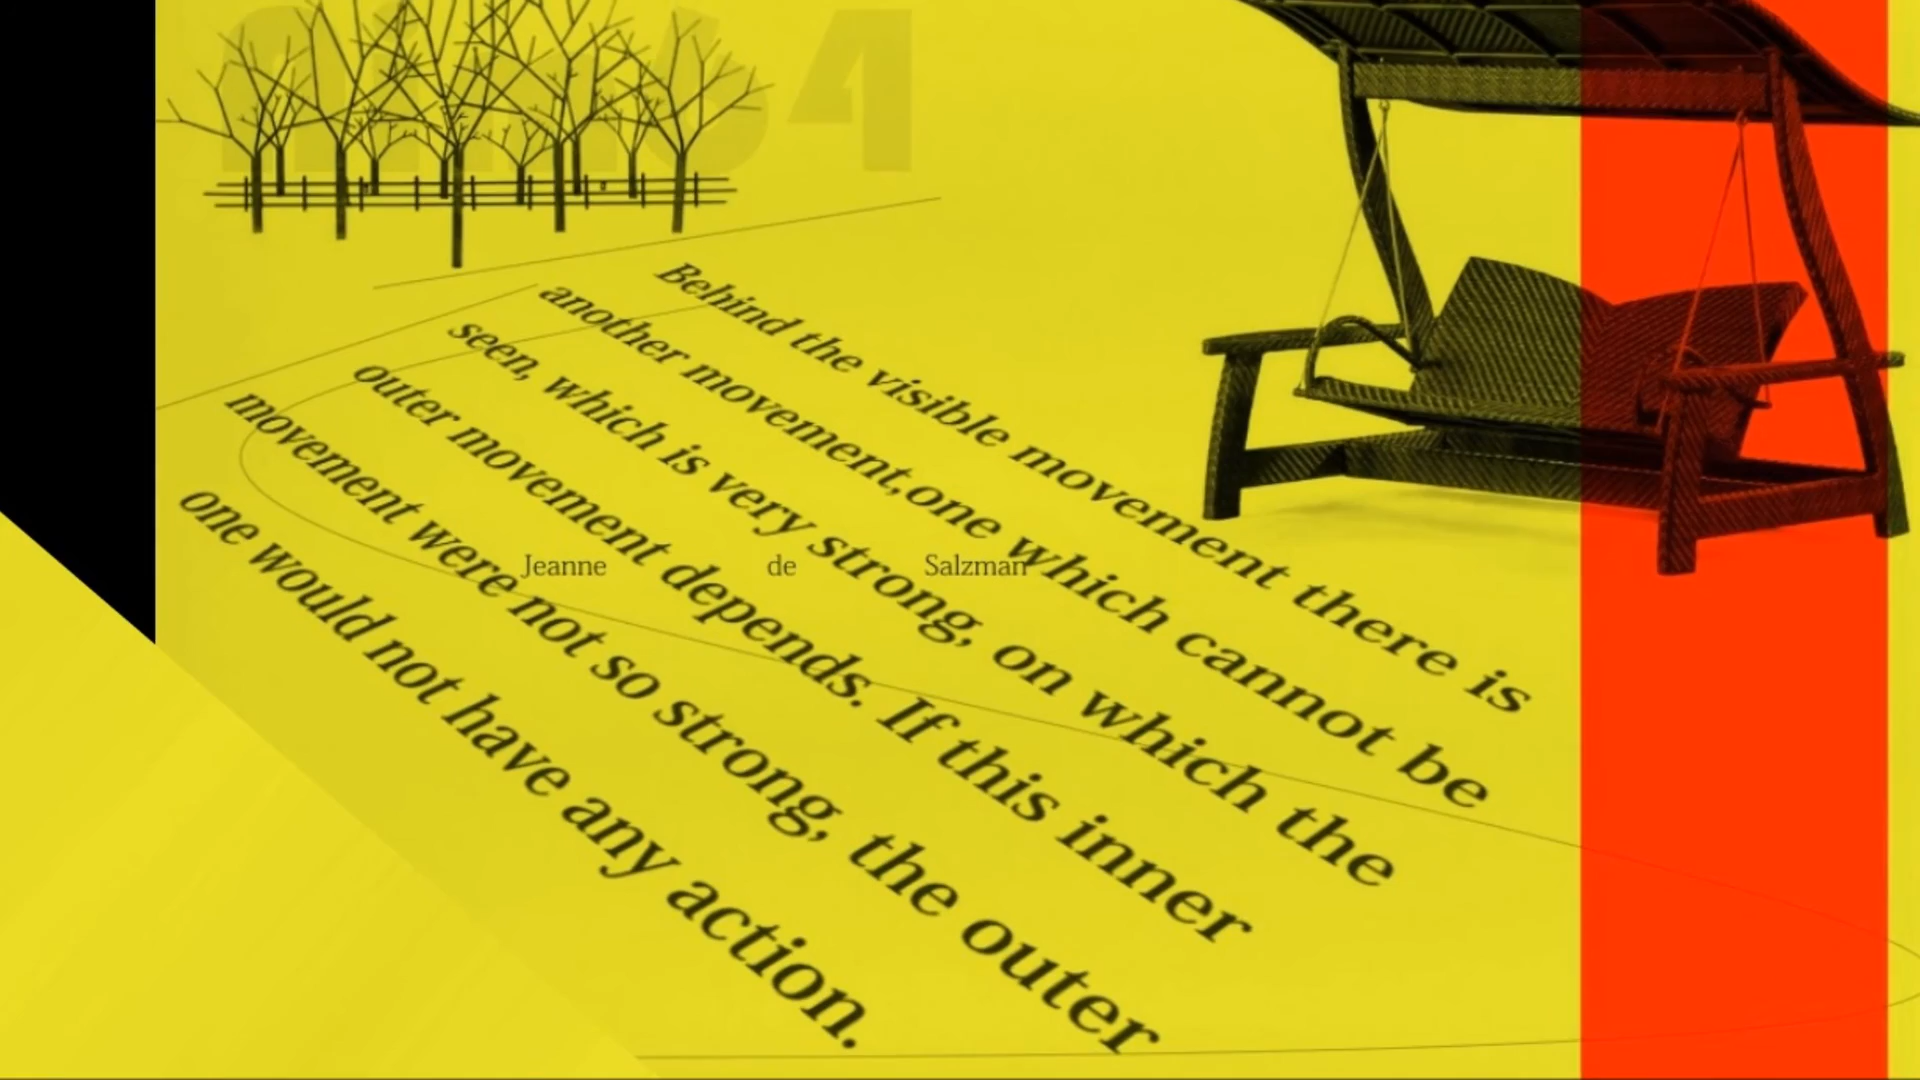 Behind the visible movement there is
another movement,one which cannot be
seen, which is very strong, on which the
outer movement depends. If this inner
movement were not so strong, the outer
one would not have any action.
Jeanne de Salzman